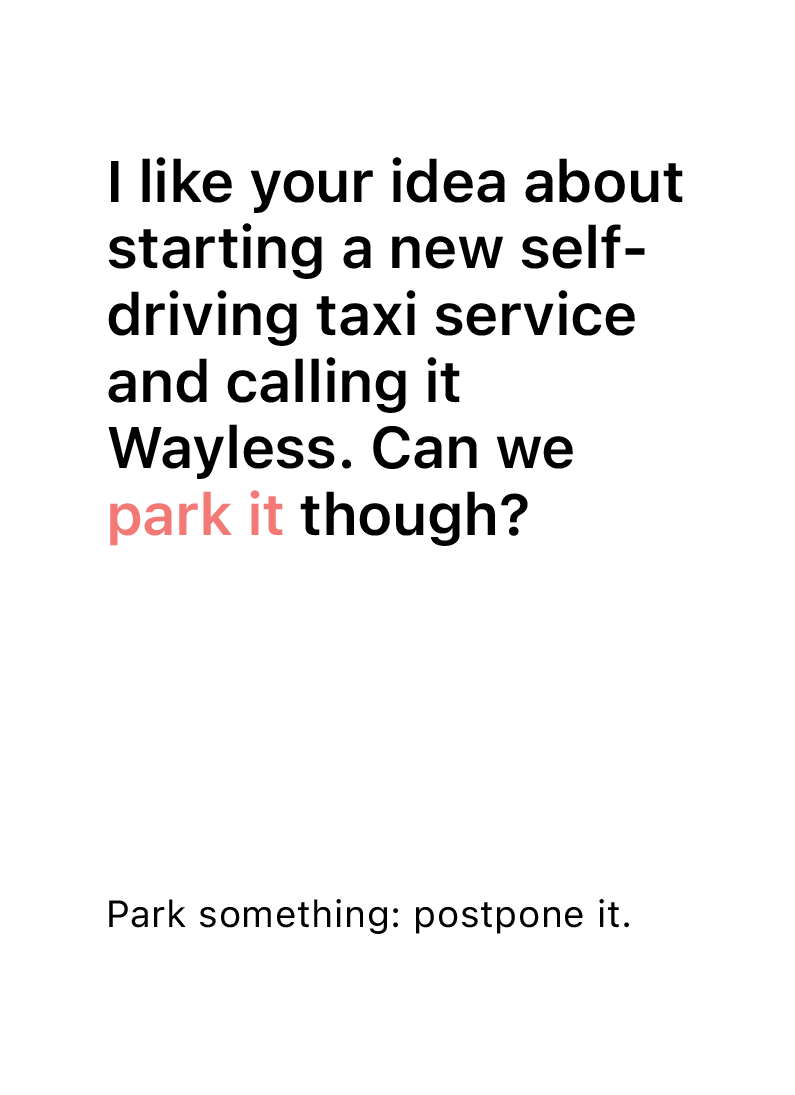 I like your idea about
starting a new self-
driving taxi service
and calling it
Wayless. Can we
park it though?
Park something: postpone it.